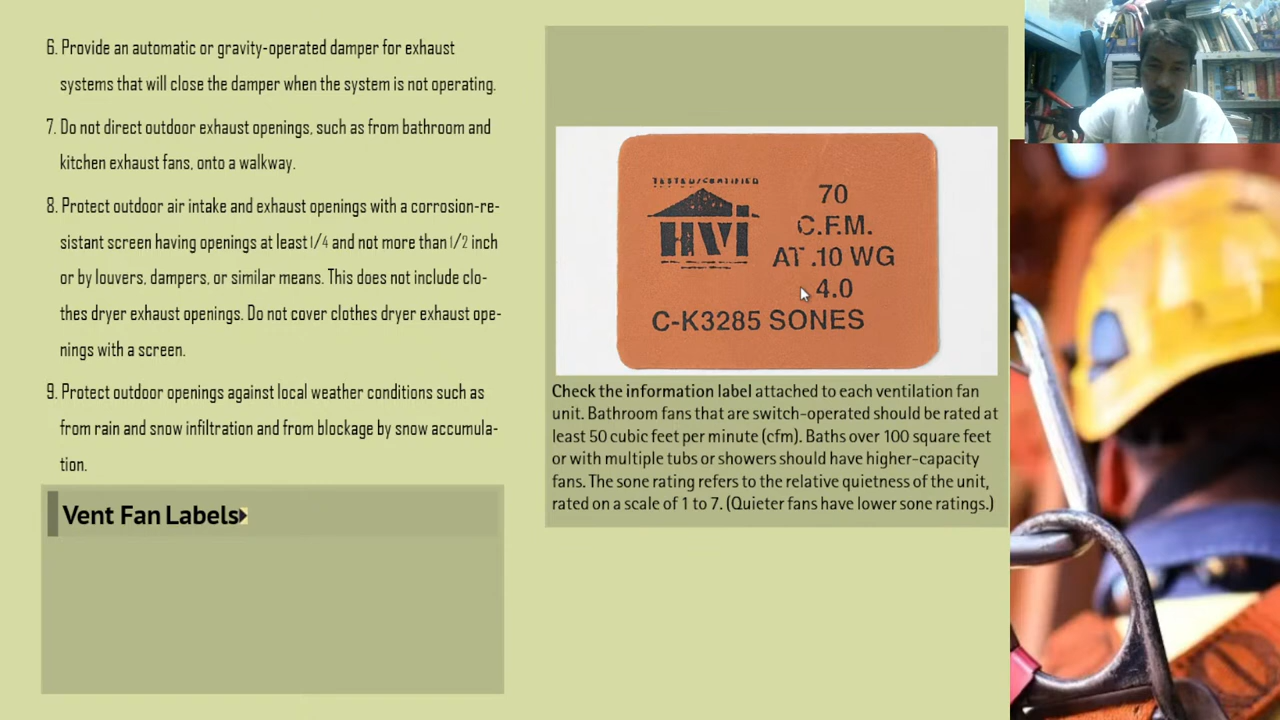 6. Provide an automatic or gravity-operated damper for exhaust
systems that will close the damper when the system is not operating.
7. Do not direct outdoor exhaust openings, such as from bathroom and
kitchen exhaust fans, onto a walkway.
8. Protect outdoor air intake and exhaust openings with a corrosion-re-
sistant screen having openings at least 1/4 and not more than 1/2 inch
or by louvers, dampers, or similar means. This does not include clo-
thes dryer exhaust openings. Do not cover clothes dryer exhaust ope-
nings with a screen.
9. Protect outdoor openings against local weather conditions such as
from rain and snow infiltration and from blockage by snow accumula-
tion.
Vent Fan Labels
TESTED/CERTIFIED
HVI
70
C.F.M.
AT .10 WG
4.0
C-K3285 SONES
Check the information label attached to each ventilation fan
unit. Bathroom fans that are switch-operated should be rated at
least 50 cubic feet per minute (cfm). Baths over 100 square feet
or with multiple tubs or showers should have higher-capacity
fans. The sone rating refers to the relative quietness of the unit,
rated on a scale of 1 to 7. (Quieter fans have lower sone ratings.)